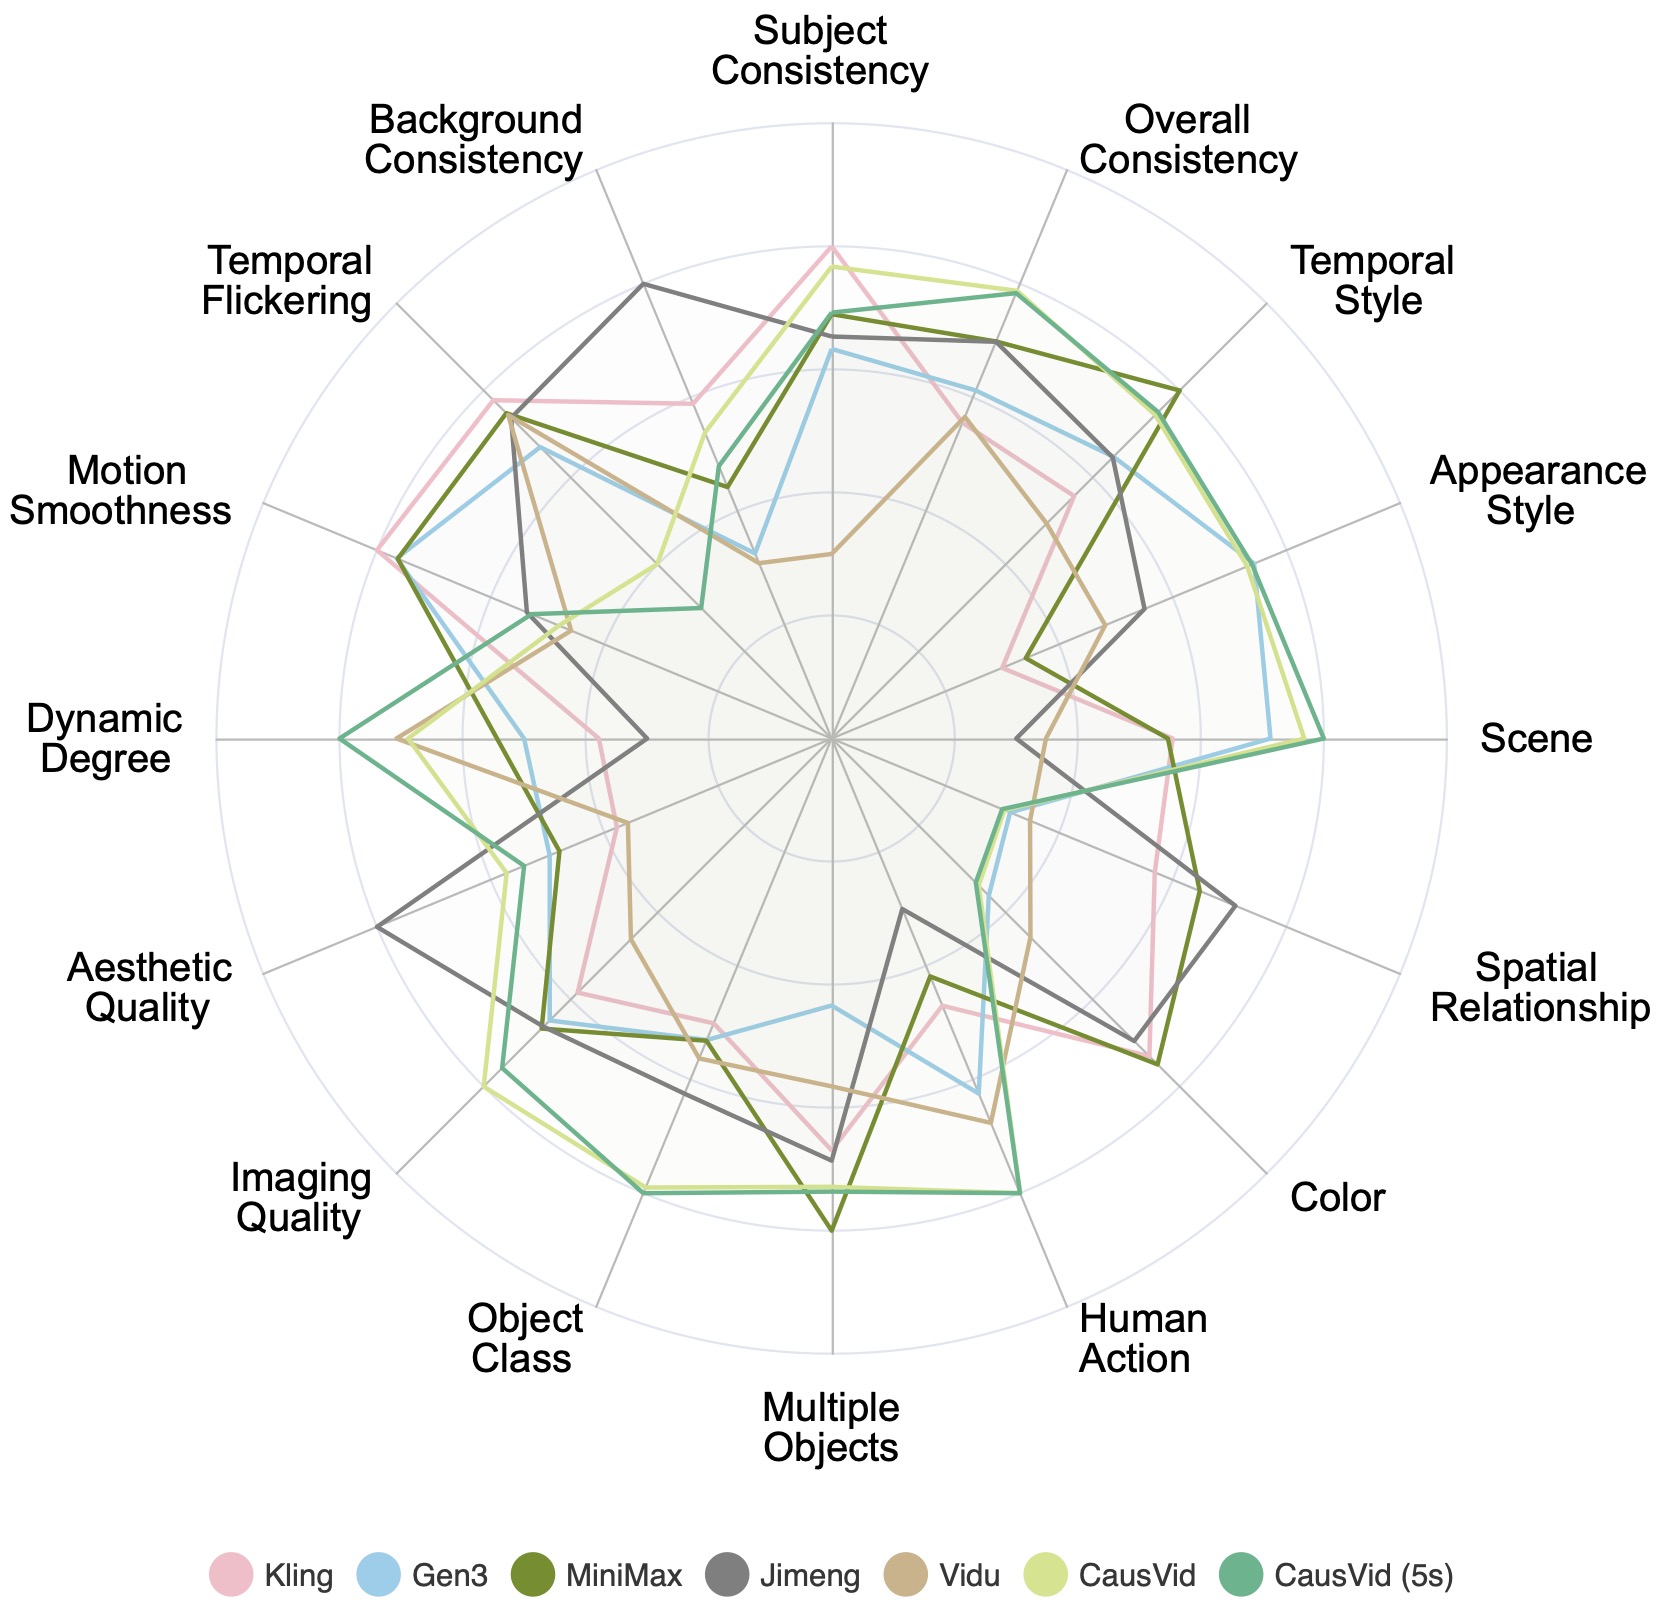 Subject
Consistency
Background
Consistency
Overall
Consistency
Temporal
Flickering
Temporal
Style
Motion
Smoothness
Appearance
Style
Dynamic
Degree
Scene
Aesthetic
Quality
Spatial
Relationship
Imaging
Quality
Color
Object
Class
Human
Action
Multiple
Objects
Kling
Gen3
MiniMax
Jimeng
Vidu
CausVid
CausVid (5s)